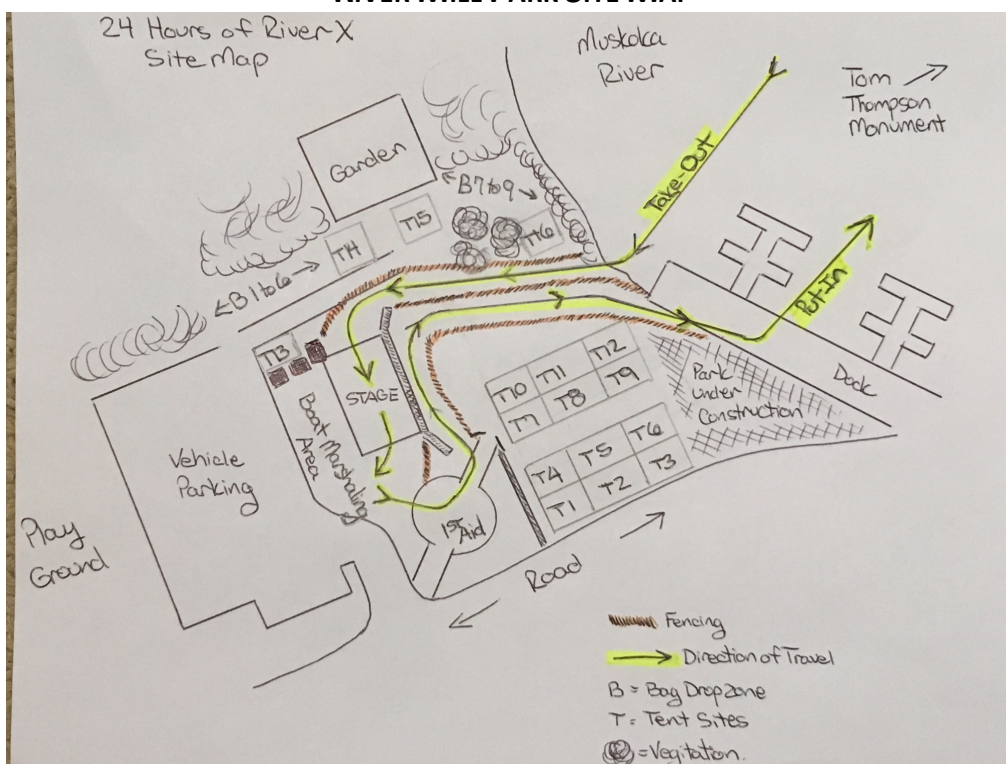 RIVER MILL PARK SITE MAP
24 Hours of River X
Site Map
Muskoka
River
Tom
Thompson
Monument
Take-Out
Garden
B7 to 9
T15
T16
T14
B1 to 6
Put-In
T13
STAGE
T10 T11 T12
T7 T8 T9
Park
Under
Construction
Dock
Boat Marshaling
Area
Vehicle
Parking
T4 T5 T6
T1 T2 T3
1st Aid
Play
Ground
Road
Fencing
Direction of Travel
B = Bag Dropzone
T = Tent Sites
= Vegitation.